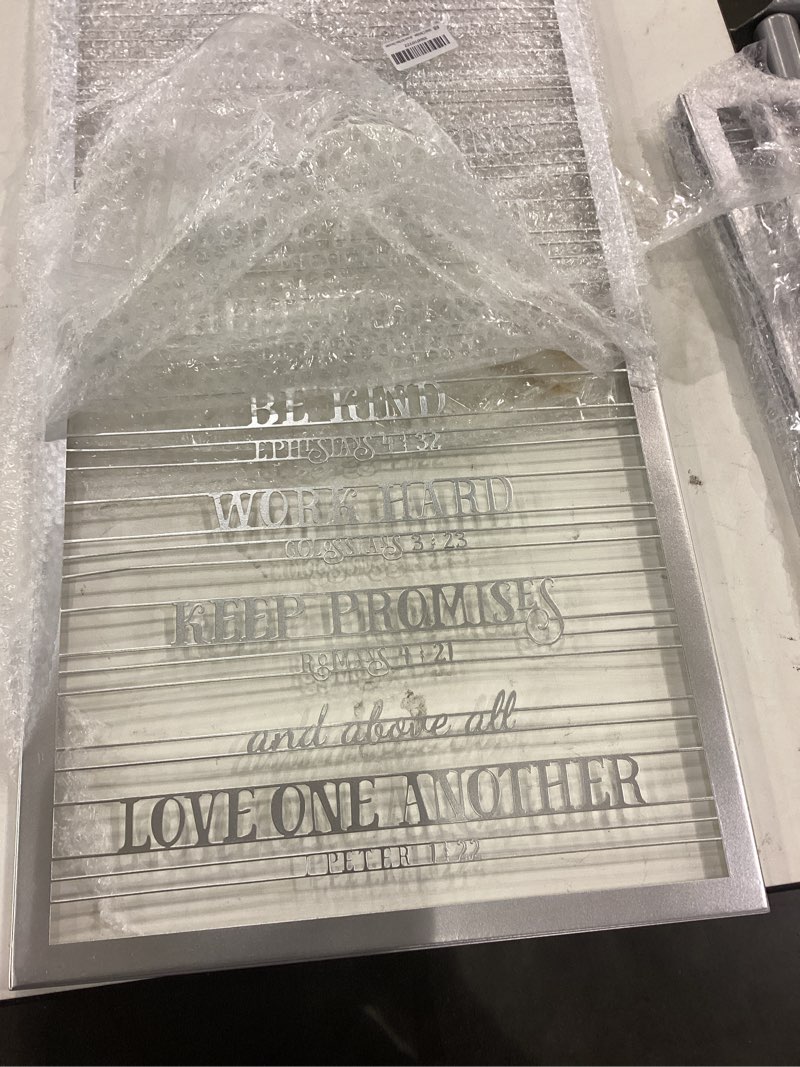 BE KIND
EPHESIANS 4:32
WORK HARD
COLOSSIANS 3:23
KEEP PROMISES
ROMANS 4:21
and above all
LOVE ONE ANOTHER
1 PETER 1:22